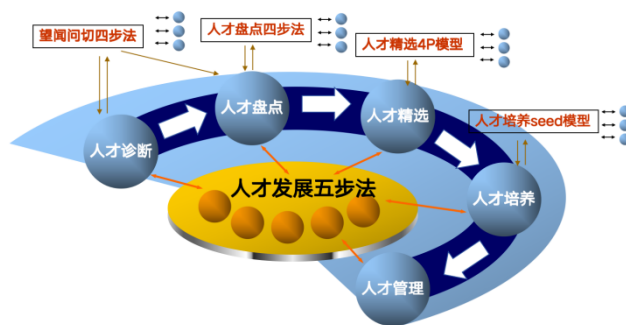 望闻问切四步法
人才盘点四步法
人才精选4P模型
人才培养seed模型
人才诊断
人才盘点
人才精选
人才培养
人才管理
人才发展五步法